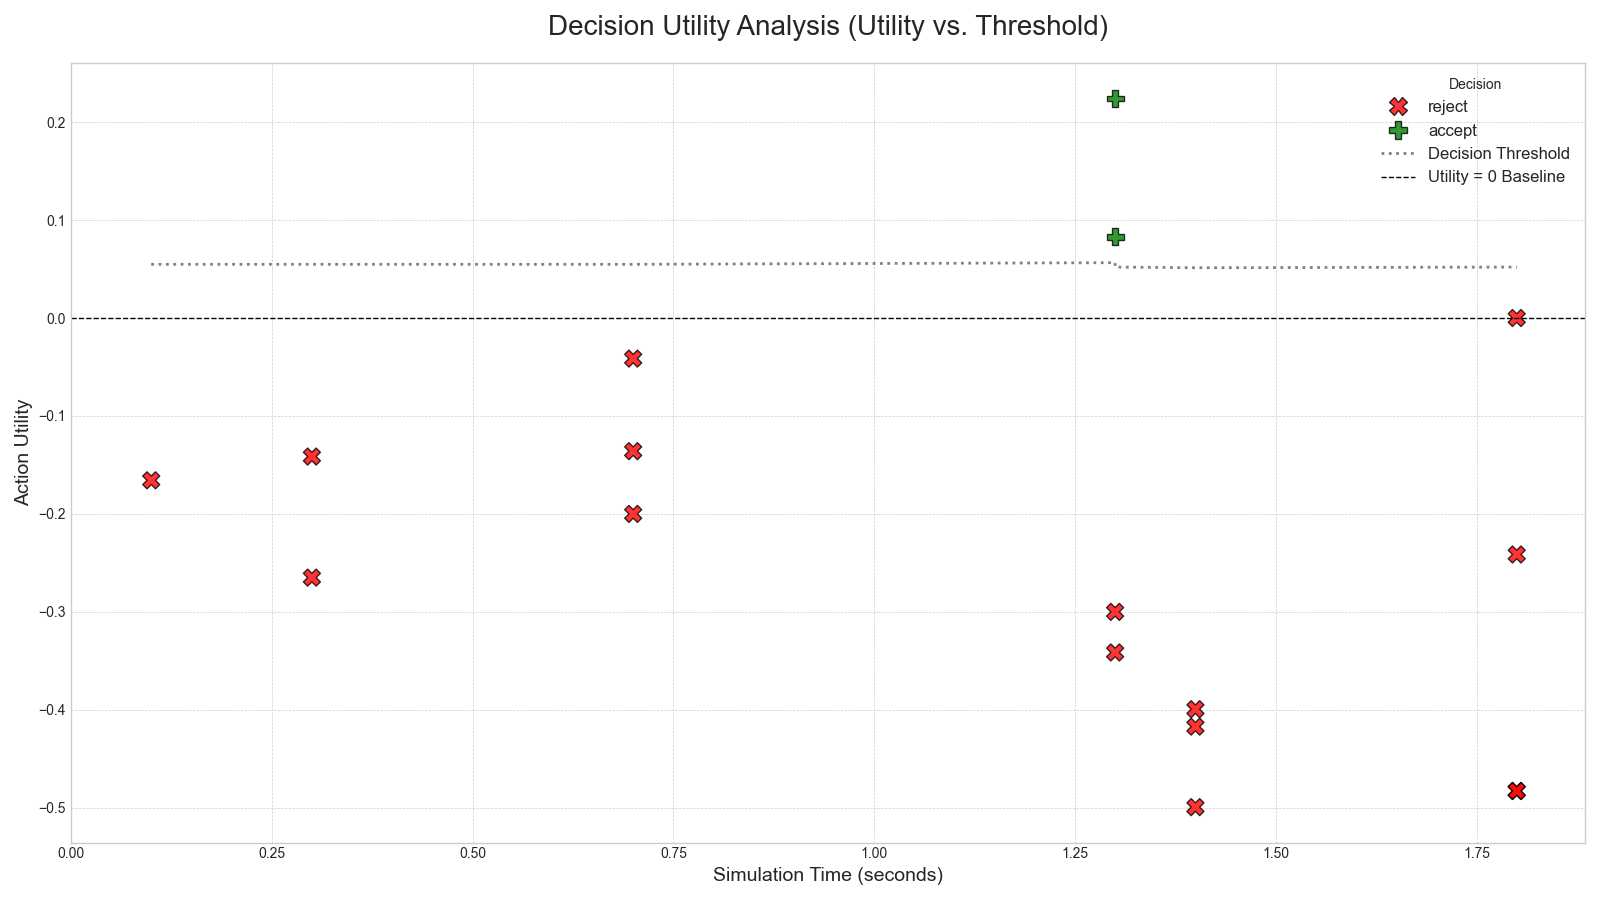 Decision Utility Analysis (Utility vs. Threshold)
Decision
reject
accept
Decision Threshold
Utility = 0 Baseline
Action Utility
0.2
0.1
0.0
−0.1
−0.2
−0.3
−0.4
−0.5
0.00 0.25 0.50 0.75 1.00 1.25 1.50 1.75
Simulation Time (seconds)